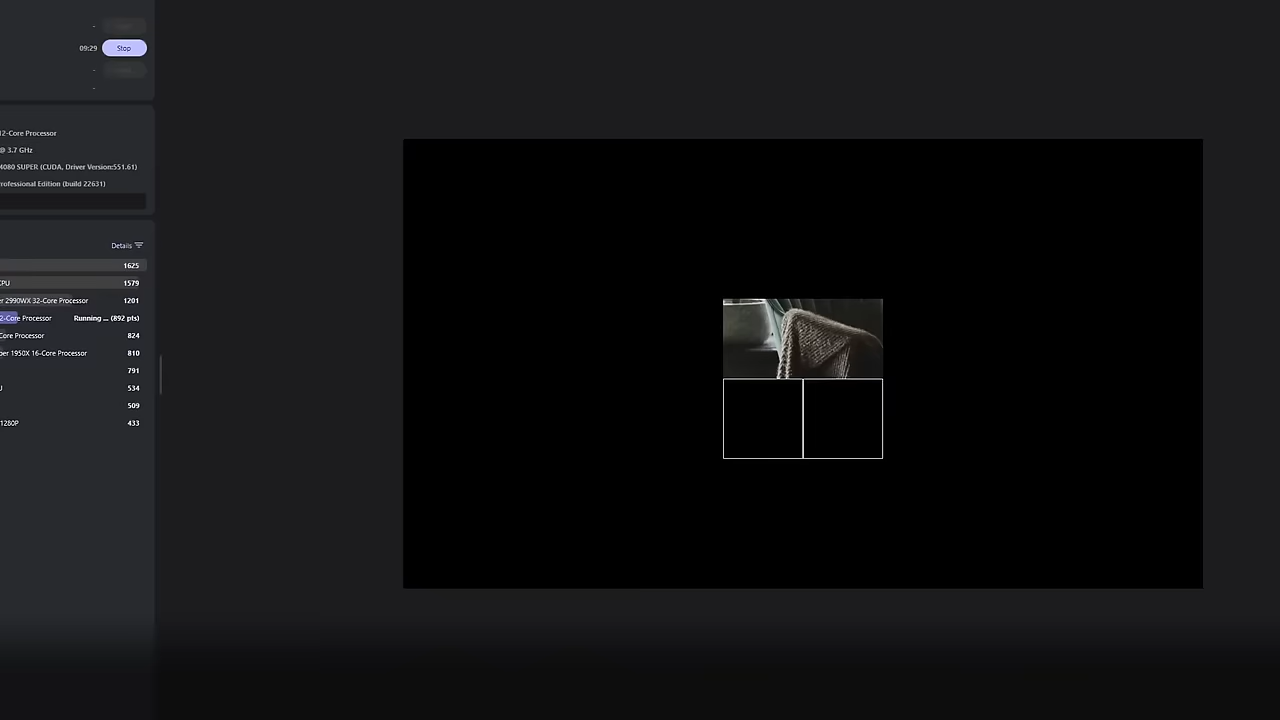 -
09:29 Stop
-
-
12-Core Processor
@ 3.7 GHz
4080 SUPER (CUDA, Driver Version:551.61)
rofessional Edition (build 22631)
Details
1625
CPU 1579
er 2990WX 32-Core Processor 1201
2-Core Processor Running ... (892 pts)
Core Processor 824
per 1950X 16-Core Processor 810
791
U 534
509
1280P 433